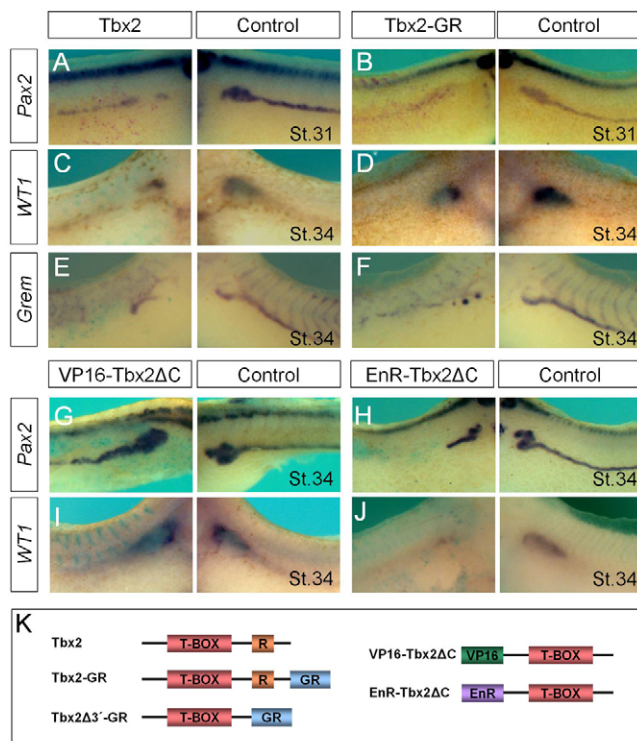 Tbx2 Control Tbx2-GR Control
Pax2 A St.31 B St.31
WT1 C St.34 D* St.34
Grem E St.34 F St.34
VP16-Tbx2ΔC Control EnR-Tbx2ΔC Control
Pax2 G St.34 H St.34
WT1 I St.34 J St.34
K
Tbx2 T-BOX R
Tbx2-GR T-BOX R GR
Tbx2Δ3´-GR T-BOX GR
VP16-Tbx2ΔC VP16 T-BOX
EnR-Tbx2ΔC EnR T-BOX